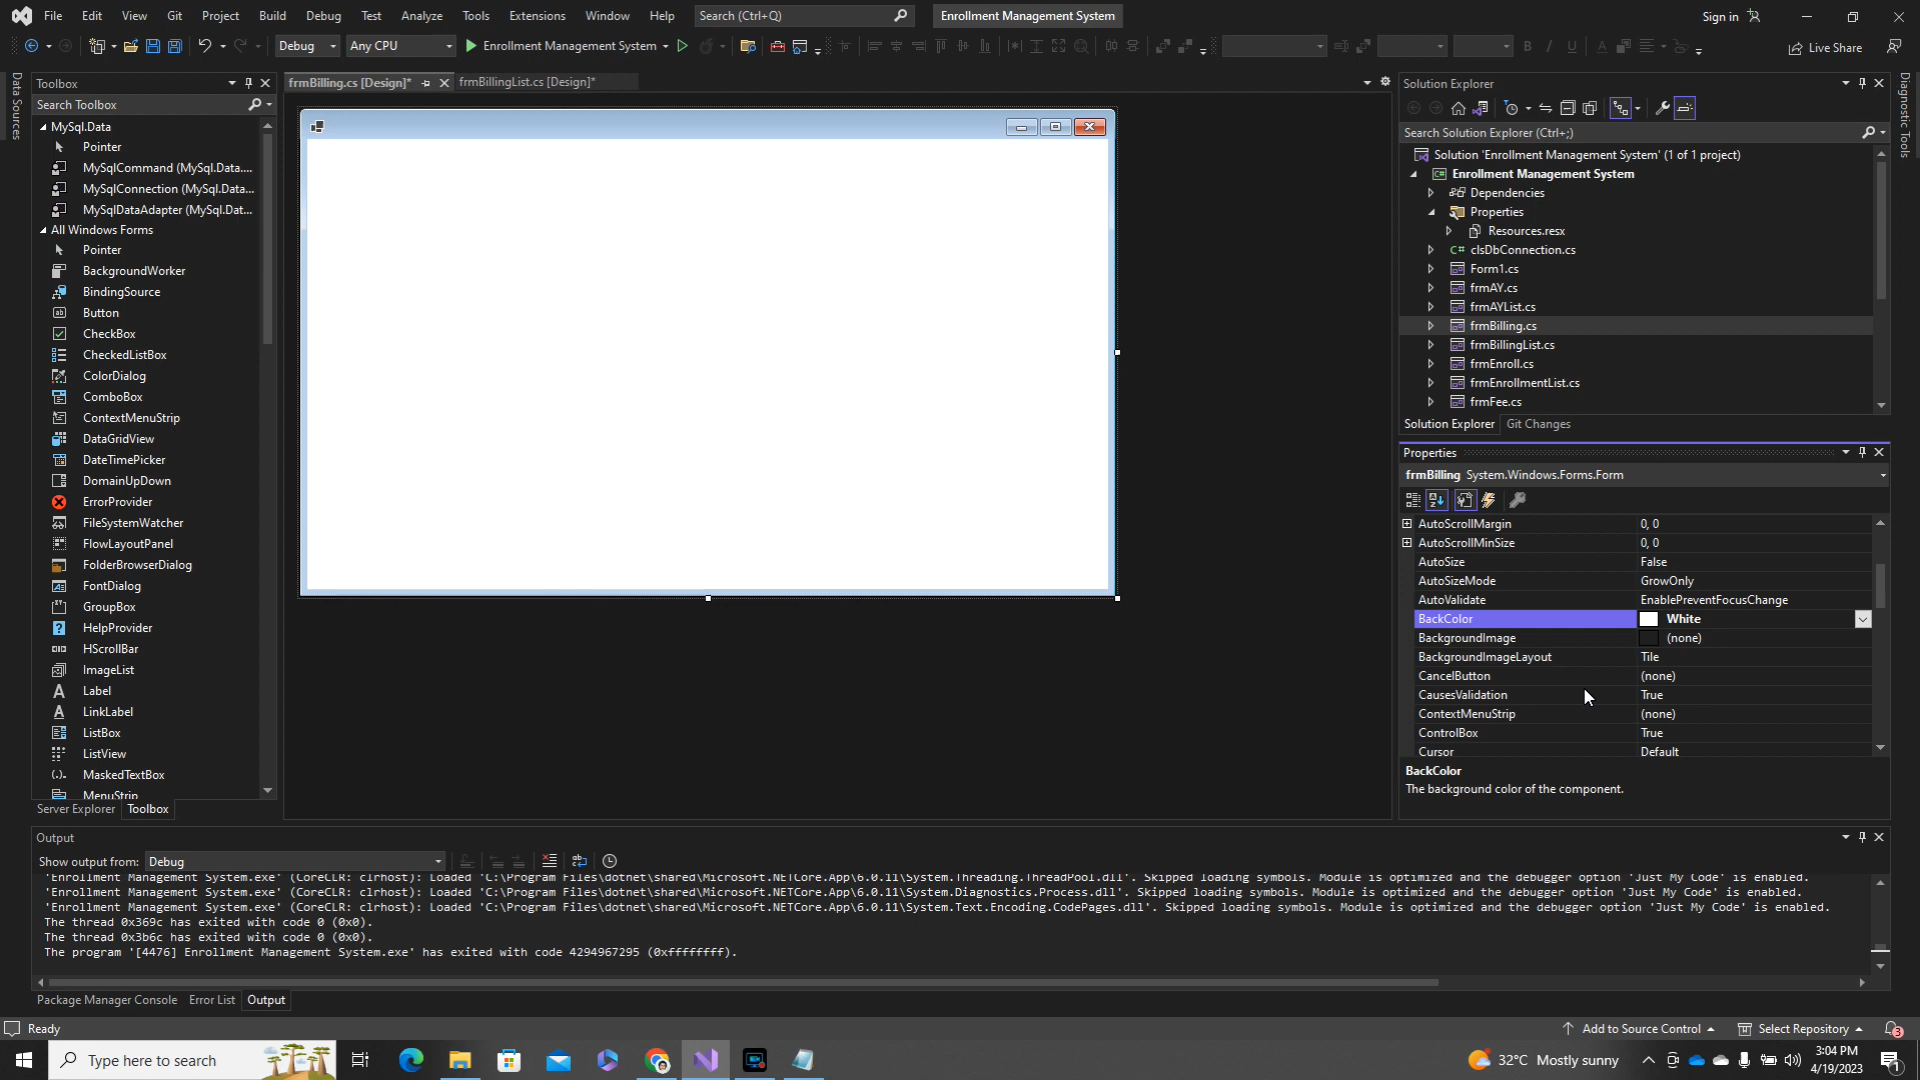 File Edit View Git Project Build Debug Test Analyze Tools Extensions Window Help Search (Ctrl+Q) Enrollment Management System Sign in
Debug Any CPU Enrollment Management System Live Share
Data Sources
Toolbox
Search Toolbox
MySql.Data
Pointer
MySqlCommand (MySql.Data....
MySqlConnection (MySql.Data...
MySqlDataAdapter (MySql.Dat...
All Windows Forms
Pointer
BackgroundWorker
BindingSource
Button
CheckBox
CheckedListBox
ColorDialog
ComboBox
ContextMenuStrip
DataGridView
DateTimePicker
DomainUpDown
ErrorProvider
FileSystemWatcher
FlowLayoutPanel
FolderBrowserDialog
FontDialog
GroupBox
HelpProvider
HScrollBar
ImageList
Label
LinkLabel
ListBox
ListView
MaskedTextBox
MenuStrip
Server Explorer Toolbox
frmBilling.cs [Design]* frmBillingList.cs [Design]*
Solution Explorer
Search Solution Explorer (Ctrl+;)
Solution 'Enrollment Management System' (1 of 1 project)
Enrollment Management System
Dependencies
Properties
Resources.resx
C# clsDbConnection.cs
Form1.cs
frmAY.cs
frmAYList.cs
frmBilling.cs
frmBillingList.cs
frmEnroll.cs
frmEnrollmentList.cs
frmFee.cs
Solution Explorer Git Changes
Properties
frmBilling System.Windows.Forms.Form
AutoScrollMargin 0, 0
AutoScrollMinSize 0, 0
AutoSize False
AutoSizeMode GrowOnly
AutoValidate EnablePreventFocusChange
BackColor White
BackgroundImage (none)
BackgroundImageLayout Tile
CancelButton (none)
CausesValidation True
ContextMenuStrip (none)
ControlBox True
Cursor Default
BackColor
The background color of the component.
Diagnostic Tools
Output
Show output from: Debug
'Enrollment Management System.exe' (CoreCLR: clrhost): Loaded 'C:\Program Files\dotnet\shared\Microsoft.NETCore.App\6.0.11\System.Threading.ThreadPool.dll'. Skipped loading symbols. Module is optimized and the debugger option 'Just My Code' is enabled.
'Enrollment Management System.exe' (CoreCLR: clrhost): Loaded 'C:\Program Files\dotnet\shared\Microsoft.NETCore.App\6.0.11\System.Diagnostics.Process.dll'. Skipped loading symbols. Module is optimized and the debugger option 'Just My Code' is enabled.
'Enrollment Management System.exe' (CoreCLR: clrhost): Loaded 'C:\Program Files\dotnet\shared\Microsoft.NETCore.App\6.0.11\System.Text.Encoding.CodePages.dll'. Skipped loading symbols. Module is optimized and the debugger option 'Just My Code' is enabled.
The thread 0x369c has exited with code 0 (0x0).
The thread 0x3b6c has exited with code 0 (0x0).
The program '[4476] Enrollment Management System.exe' has exited with code 4294967295 (0xffffffff).
Package Manager Console Error List Output
Ready Add to Source Control Select Repository 3
Type here to search 32°C Mostly sunny 3:04 PM
4/19/2023 1